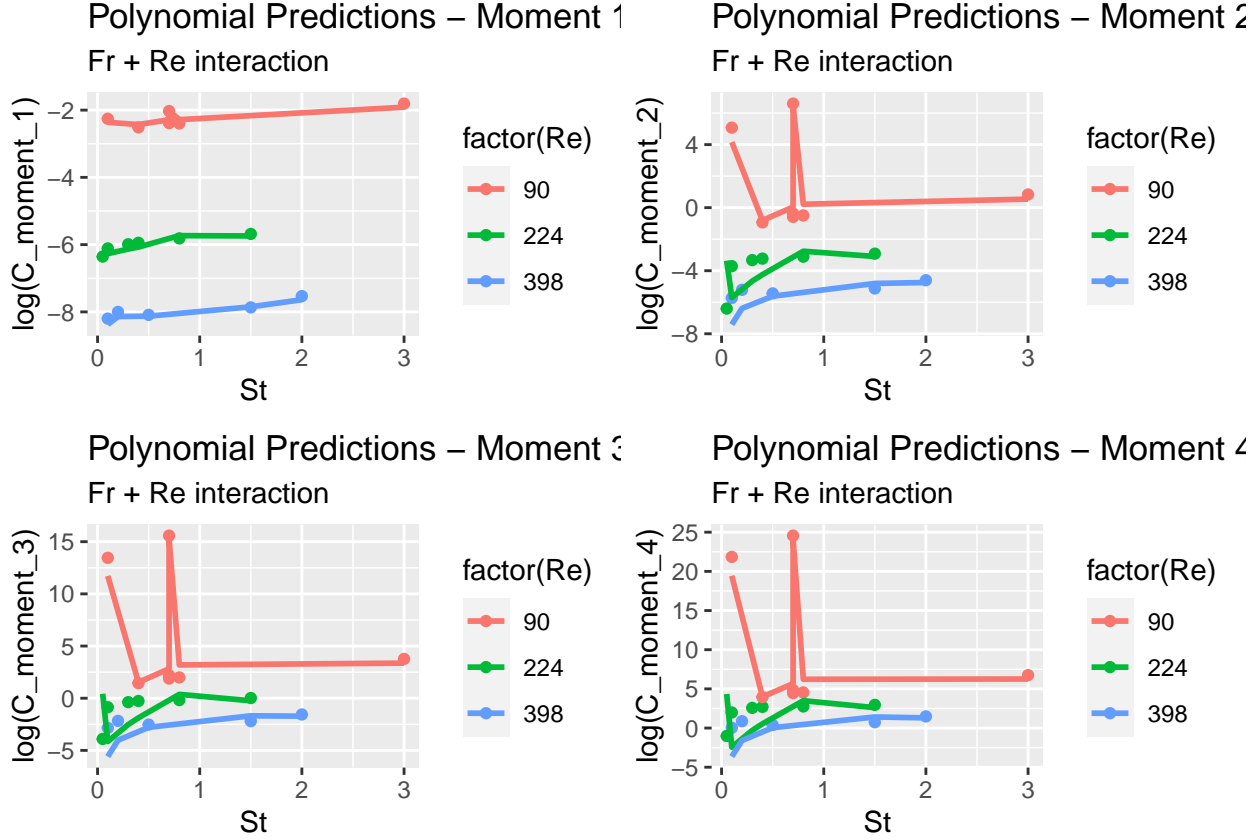 Polynomial Predictions – Moment 1
Fr + Re interaction
log(C_moment_1)
−2
−4
−6
−8
0
1
2
3
St
factor(Re)
90
224
398
Polynomial Predictions – Moment 2
Fr + Re interaction
log(C_moment_2)
4
0
−4
−8
0
1
2
3
St
factor(Re)
90
224
398
Polynomial Predictions – Moment 3
Fr + Re interaction
log(C_moment_3)
15
10
5
0
−5
0
1
2
3
St
factor(Re)
90
224
398
Polynomial Predictions – Moment 4
Fr + Re interaction
log(C_moment_4)
25
20
15
10
5
0
−5
0
1
2
3
St
factor(Re)
90
224
398